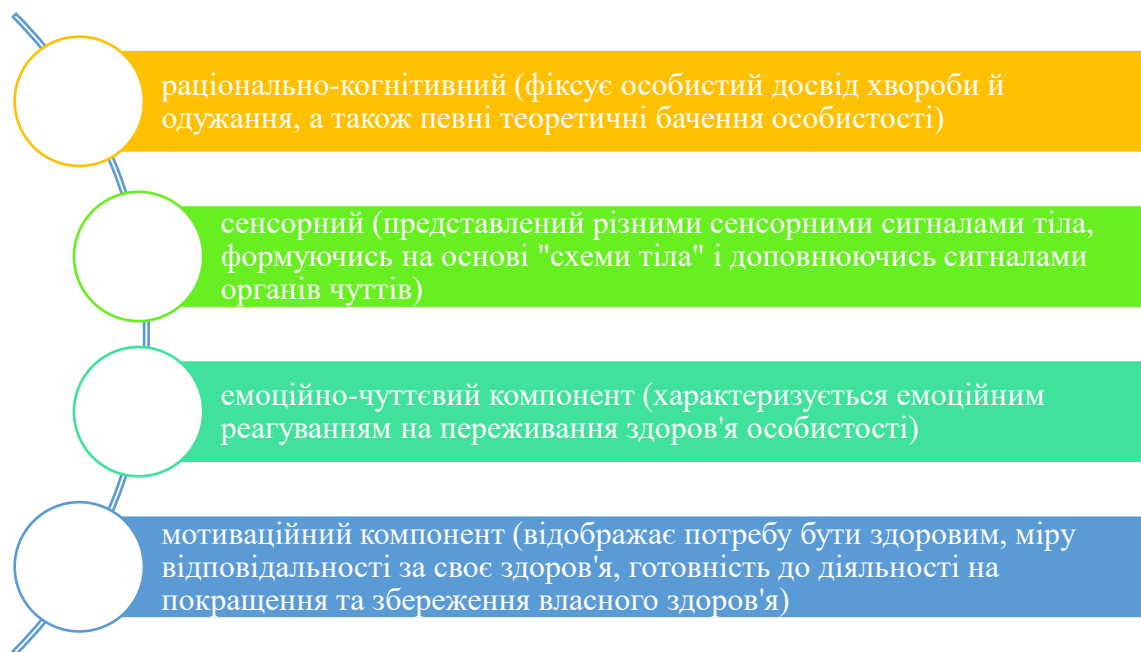 раціонально-когнітивний (фіксує особистий досвід хвороби й
одужання, а також певні теоретичні бачення особистості)
сенсорний (представлений різними сенсорними сигналами тіла,
формуючись на основі "схеми тіла" і доповнюючись сигналами
органів чуттів)
емоційно-чуттєвий компонент (характеризується емоційним
реагуванням на переживання здоров'я особистості)
мотиваційний компонент (відображає потребу бути здоровим, міру
відповідальності за своє здоров'я, готовність до діяльності на
покращення та збереження власного здоров'я)